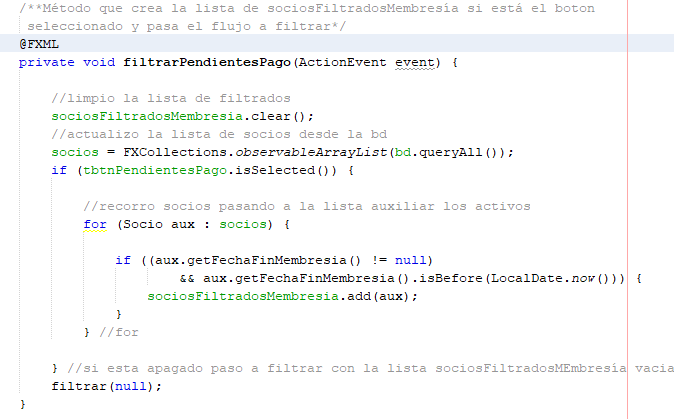 /**Método que crea la lista de sociosFiltradosMembresía si está el boton
seleccionado y pasa el flujo a filtrar*/
@FXML
private void filtrarPendientesPago(ActionEvent event) {
//limpio la lista de filtrados
sociosFiltradosMembresia.clear();
//actualizo la lista de socios desde la bd
socios = FXCollections.observableArrayList(bd.queryAll());
if (tbtnPendientesPago.isSelected()) {
//recorro socios pasando a la lista auxiliar los activos
for (Socio aux : socios) {
if ((aux.getFechaFinMembresia() != null)
&& aux.getFechaFinMembresia().isBefore(LocalDate.now())) {
sociosFiltradosMembresia.add(aux);
}
} //for
} //si esta apagado paso a filtrar con la lista sociosFiltradosMEmbresía vacia
filtrar(null);
}